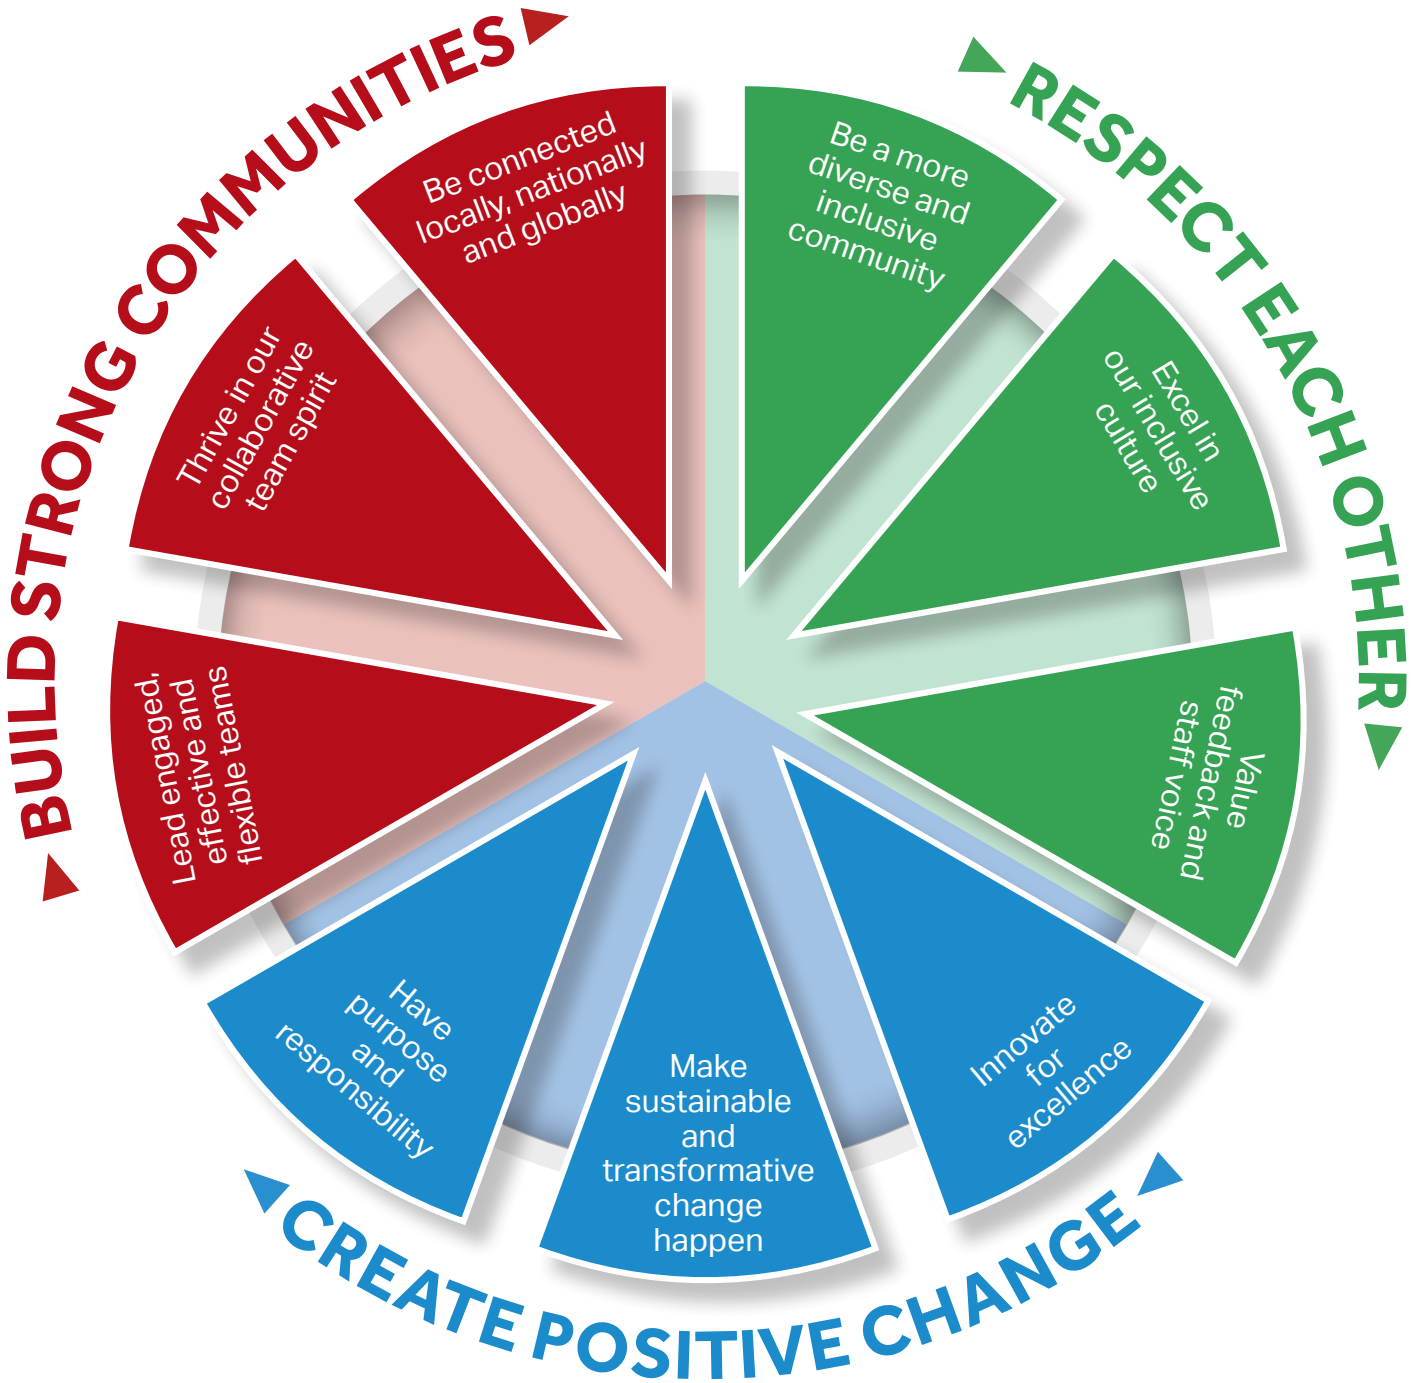 BUILD STRONG COMMUNITIES
Be connected
locally, nationally
and globally
Thrive in our
collaborative
team spirit
Lead engaged,
effective and
flexible teams
RESPECT EACH OTHER
Be a more
diverse and
inclusive
community
Excel in
our inclusive
culture
Value
feedback and
staff voice
CREATE POSITIVE CHANGE
Have
purpose
and
responsibility
Make
sustainable
and
transformative
change
happen
Innovate
for
excellence